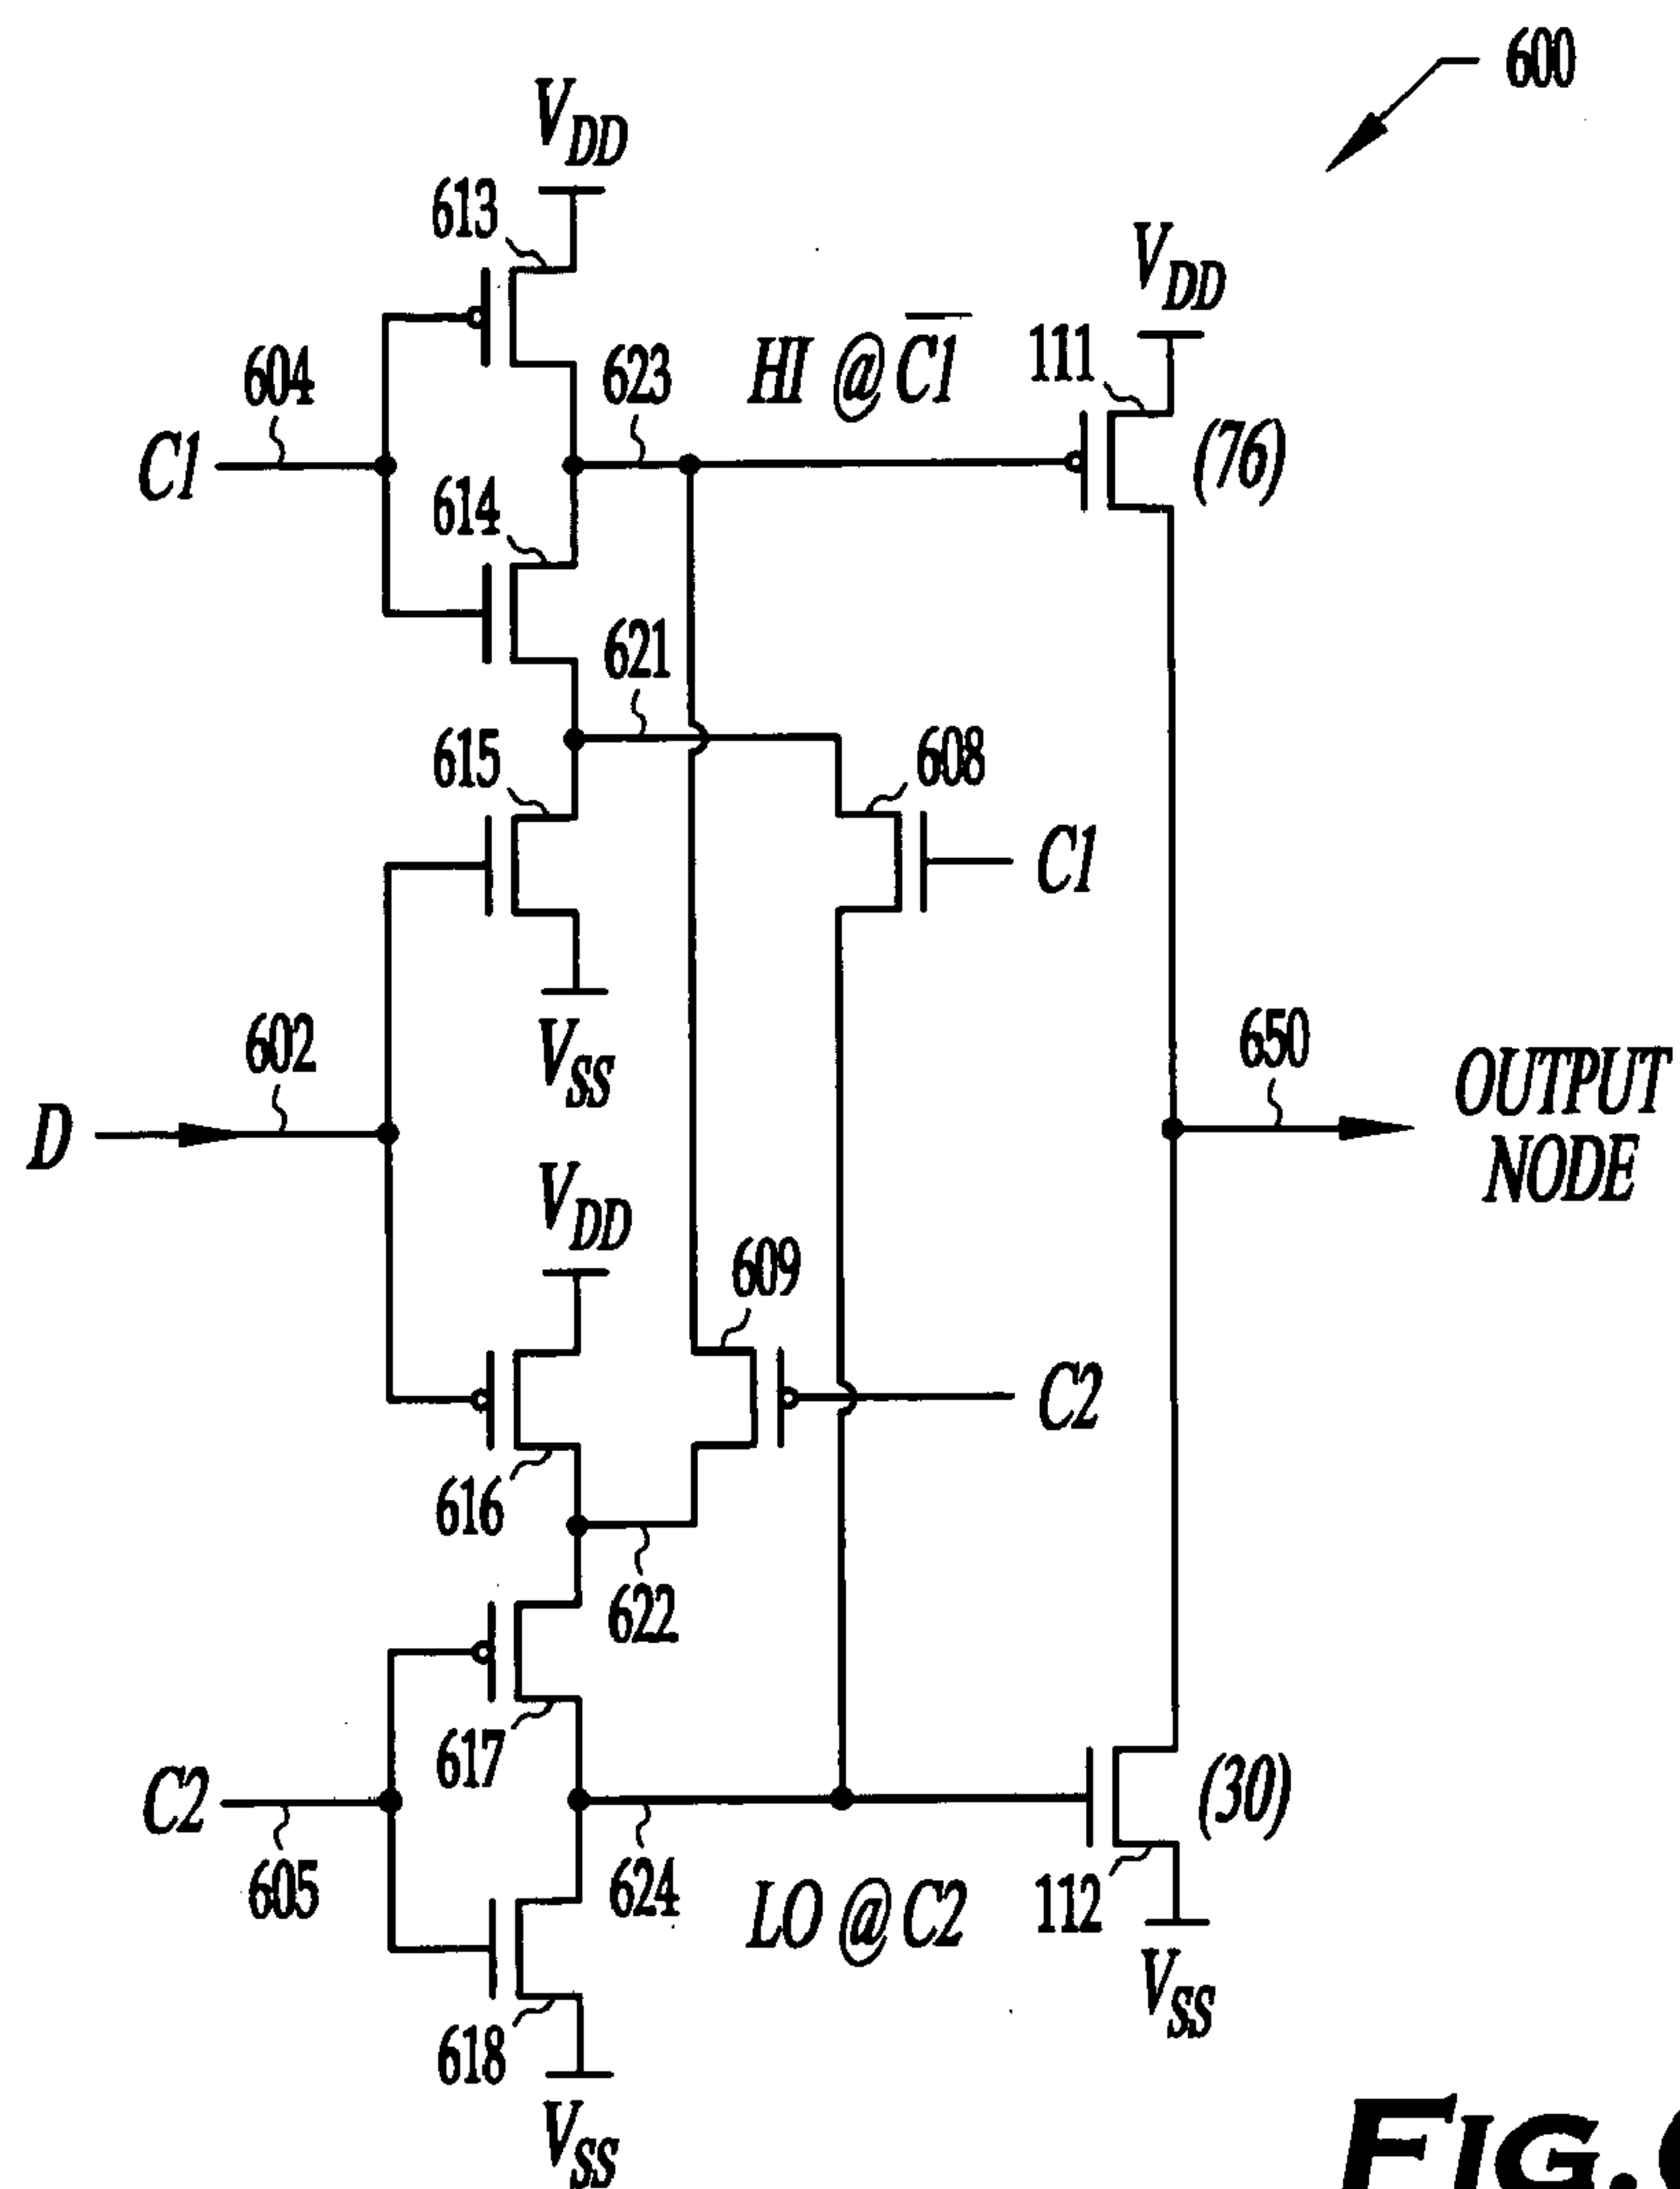 600
VDD
613
VDD
604
623
HI @ C1
111
C1
(76)
614
621
615
608
C1
602
VSS
650
OUTPUT
NODE
D
VDD
609
C2
616
622
617
(30)
C2
605
624
LO @ C2
112
VSS
618
VSS